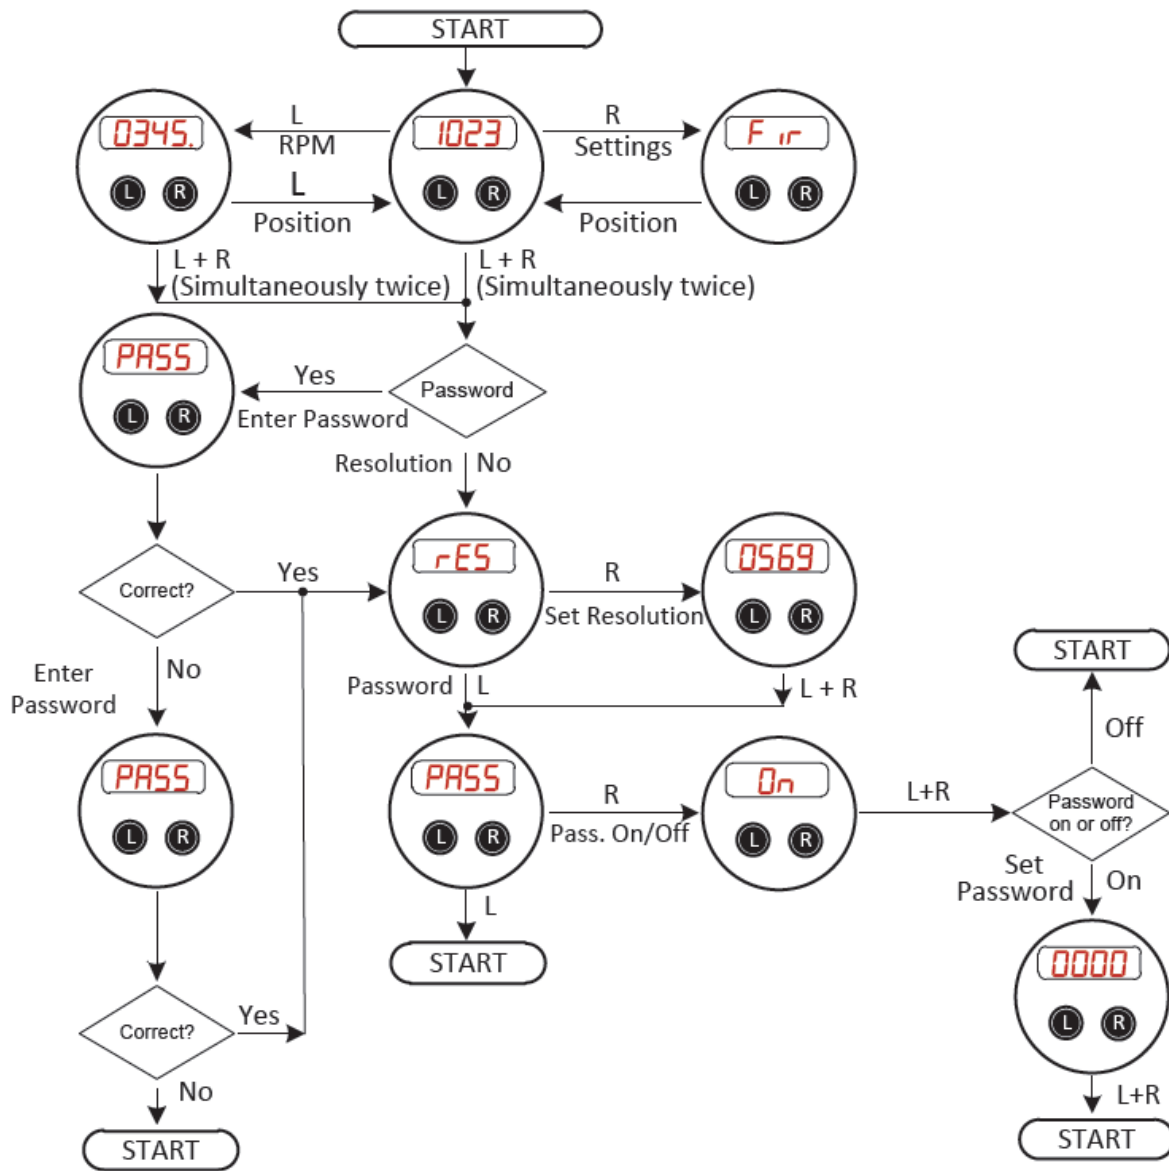 START
L
RPM
R
Settings
0345.
1023
F ir
L R
L R
L R
L
Position
Position
L + R
(Simultaneously twice)
L + R
(Simultaneously twice)
PASS
L R
Yes
Enter Password
Password
Resolution
No
Correct?
Yes
rES
L R
R
Set Resolution
0569
L R
Enter
Password
No
Password
L
L + R
START
Off
PASS
L R
PASS
L R
R
Pass. On/Off
On
L R
L+R
Password
on or off?
Set
Password
On
L
START
0000
L R
Correct?
Yes
No
START
L+R
START